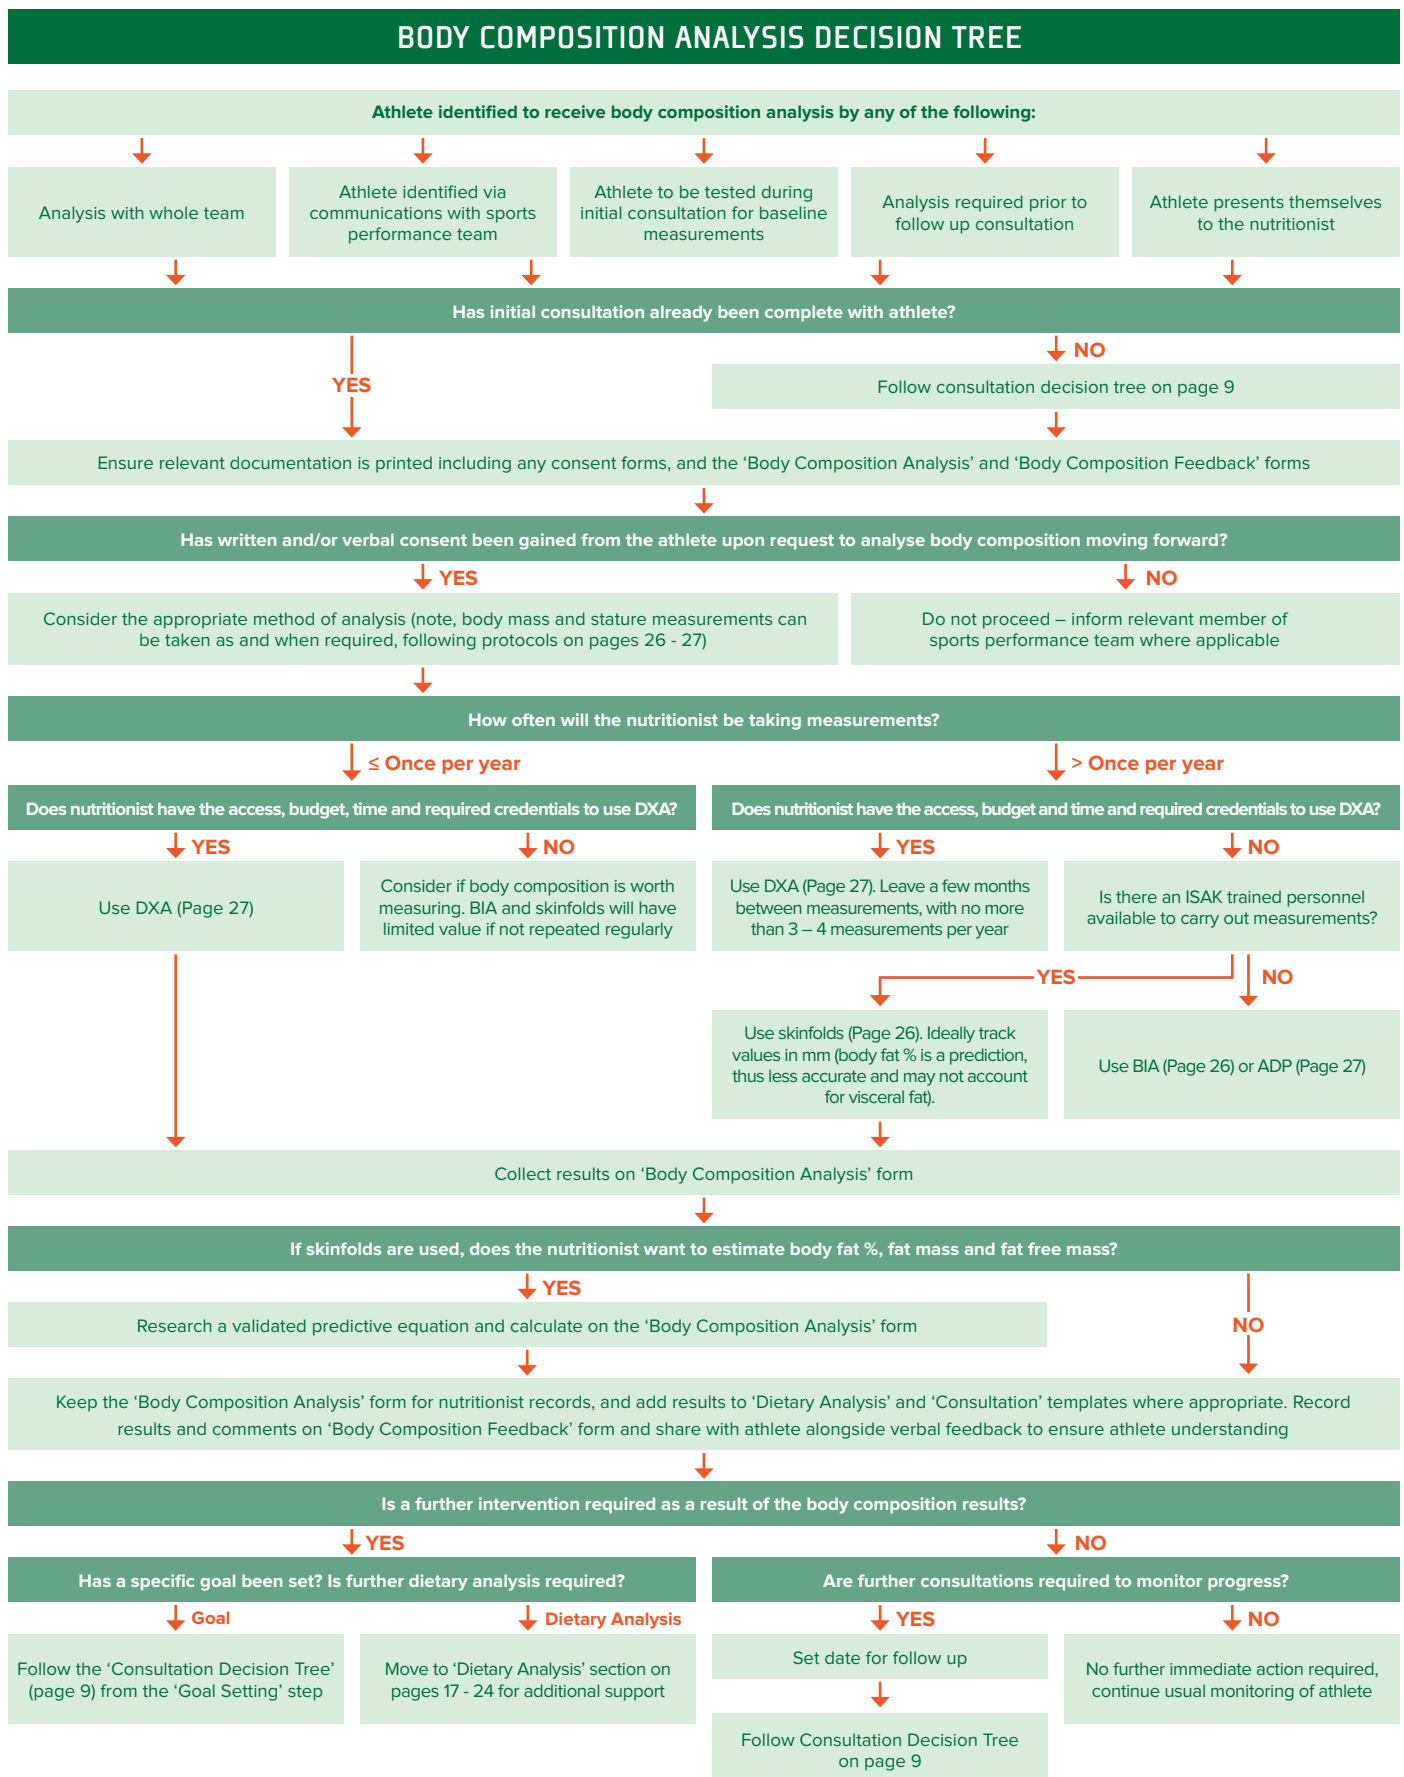 BODY COMPOSITION ANALYSIS DECISION TREE
Athlete identified to receive body composition analysis by any of the following:
Analysis with whole team
Athlete identified via
communications with sports
performance team
Athlete to be tested during
initial consultation for baseline
measurements
Analysis required prior to
follow up consultation
Athlete presents themselves
to the nutritionist
Has initial consultation already been complete with athlete?
YES
NO
Follow consultation decision tree on page 9
Ensure relevant documentation is printed including any consent forms, and the ‘Body Composition Analysis’ and ‘Body Composition Feedback’ forms
Has written and/or verbal consent been gained from the athlete upon request to analyse body composition moving forward?
YES
NO
Consider the appropriate method of analysis (note, body mass and stature measurements can
be taken as and when required, following protocols on pages 26 - 27)
Do not proceed – inform relevant member of
sports performance team where applicable
How often will the nutritionist be taking measurements?
≤ Once per year
> Once per year
Does nutritionist have the access, budget, time and required credentials to use DXA?
Does nutritionist have the access, budget and time and required credentials to use DXA?
YES
NO
YES
NO
Use DXA (Page 27)
Consider if body composition is worth
measuring. BIA and skinfolds will have
limited value if not repeated regularly
Use DXA (Page 27). Leave a few months
between measurements, with no more
than 3 – 4 measurements per year
Is there an ISAK trained personnel
available to carry out measurements?
YES
NO
Use skinfolds (Page 26). Ideally track
values in mm (body fat % is a prediction,
thus less accurate and may not account
for visceral fat).
Use BIA (Page 26) or ADP (Page 27)
Collect results on ‘Body Composition Analysis’ form
If skinfolds are used, does the nutritionist want to estimate body fat %, fat mass and fat free mass?
YES
Research a validated predictive equation and calculate on the ‘Body Composition Analysis’ form
NO
Keep the ‘Body Composition Analysis’ form for nutritionist records, and add results to ‘Dietary Analysis’ and ‘Consultation’ templates where appropriate. Record
results and comments on ‘Body Composition Feedback’ form and share with athlete alongside verbal feedback to ensure athlete understanding
Is a further intervention required as a result of the body composition results?
YES
NO
Has a specific goal been set? Is further dietary analysis required?
Are further consultations required to monitor progress?
Goal
Dietary Analysis
YES
NO
Follow the ‘Consultation Decision Tree’
(page 9) from the ‘Goal Setting’ step
Move to ‘Dietary Analysis’ section on
pages 17 - 24 for additional support
Set date for follow up
No further immediate action required,
continue usual monitoring of athlete
Follow Consultation Decision Tree
on page 9